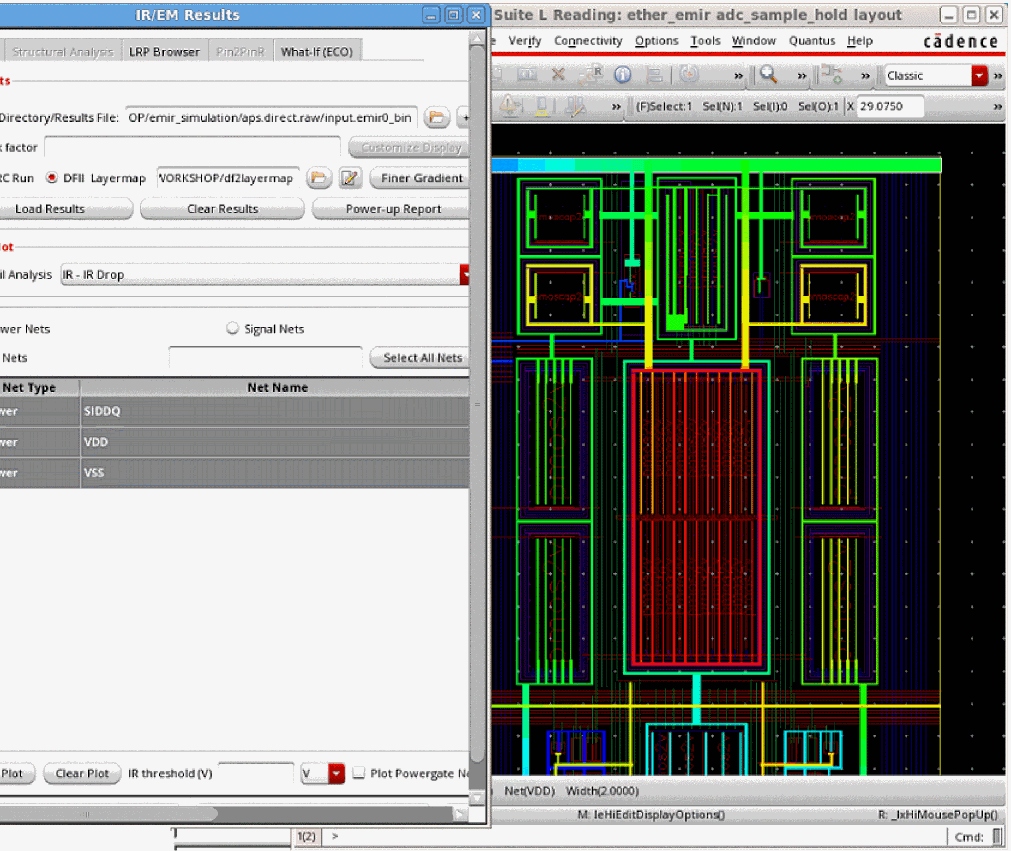 IR/EM Results
Structural Analysis LRP Browser Pin2PinR What-If (ECO)
ts
Directory/Results File: OP/emir_simulation/aps.direct.raw/input.emir0_bin
k factor Customize Display
RC Run DFII Layermap WORKSHOP/df2layermap Finer Gradient
Load Results Clear Results Power-up Report
lot
il Analysis IR - IR Drop
wer Nets Signal Nets
Nets Select All Nets
Net Type Net Name
wer SIDDQ
wer VDD
wer VSS
Plot Clear Plot IR threshold (V) V Plot Powergate Ne
Suite L Reading: ether_emir adc_sample_hold layout
e Verify Connectivity Options Tools Window Quantus Help cādence
» » » Classic »
» (F)Select:1 Sel(N):1 Sel(I):0 Sel(O):1 X 29.0750 »
) Net(VDD) Width(2.0000)
M: leHiEditDisplayOptions() R: _lxHiMousePopUp()
1(2) > Cmd: